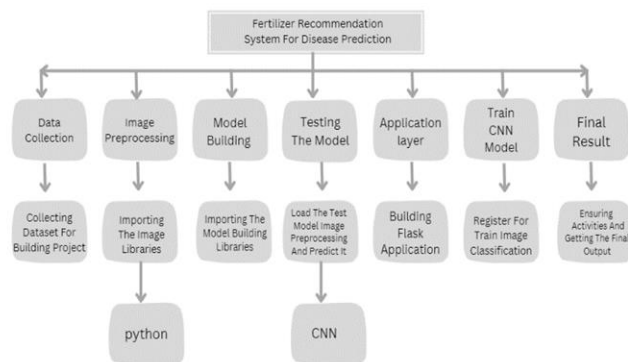 Fertilizer Recommendation
System For Disease Prediction
Data
Collection
Image
Preprocessing
Model
Building
Testing
The Model
Application
layer
Train
CNN
Model
Final
Result
Collecting
Dataset For
Building Project
Importing
The Image
Libraries
Importing The
Model Building
Libraries
Load The Test
Model Image
Preprocessing
And Predict It
Building
Flask
Application
Register For
Train Image
Classification
Ensuring
Activities And
Getting The Final
Output
python
CNN